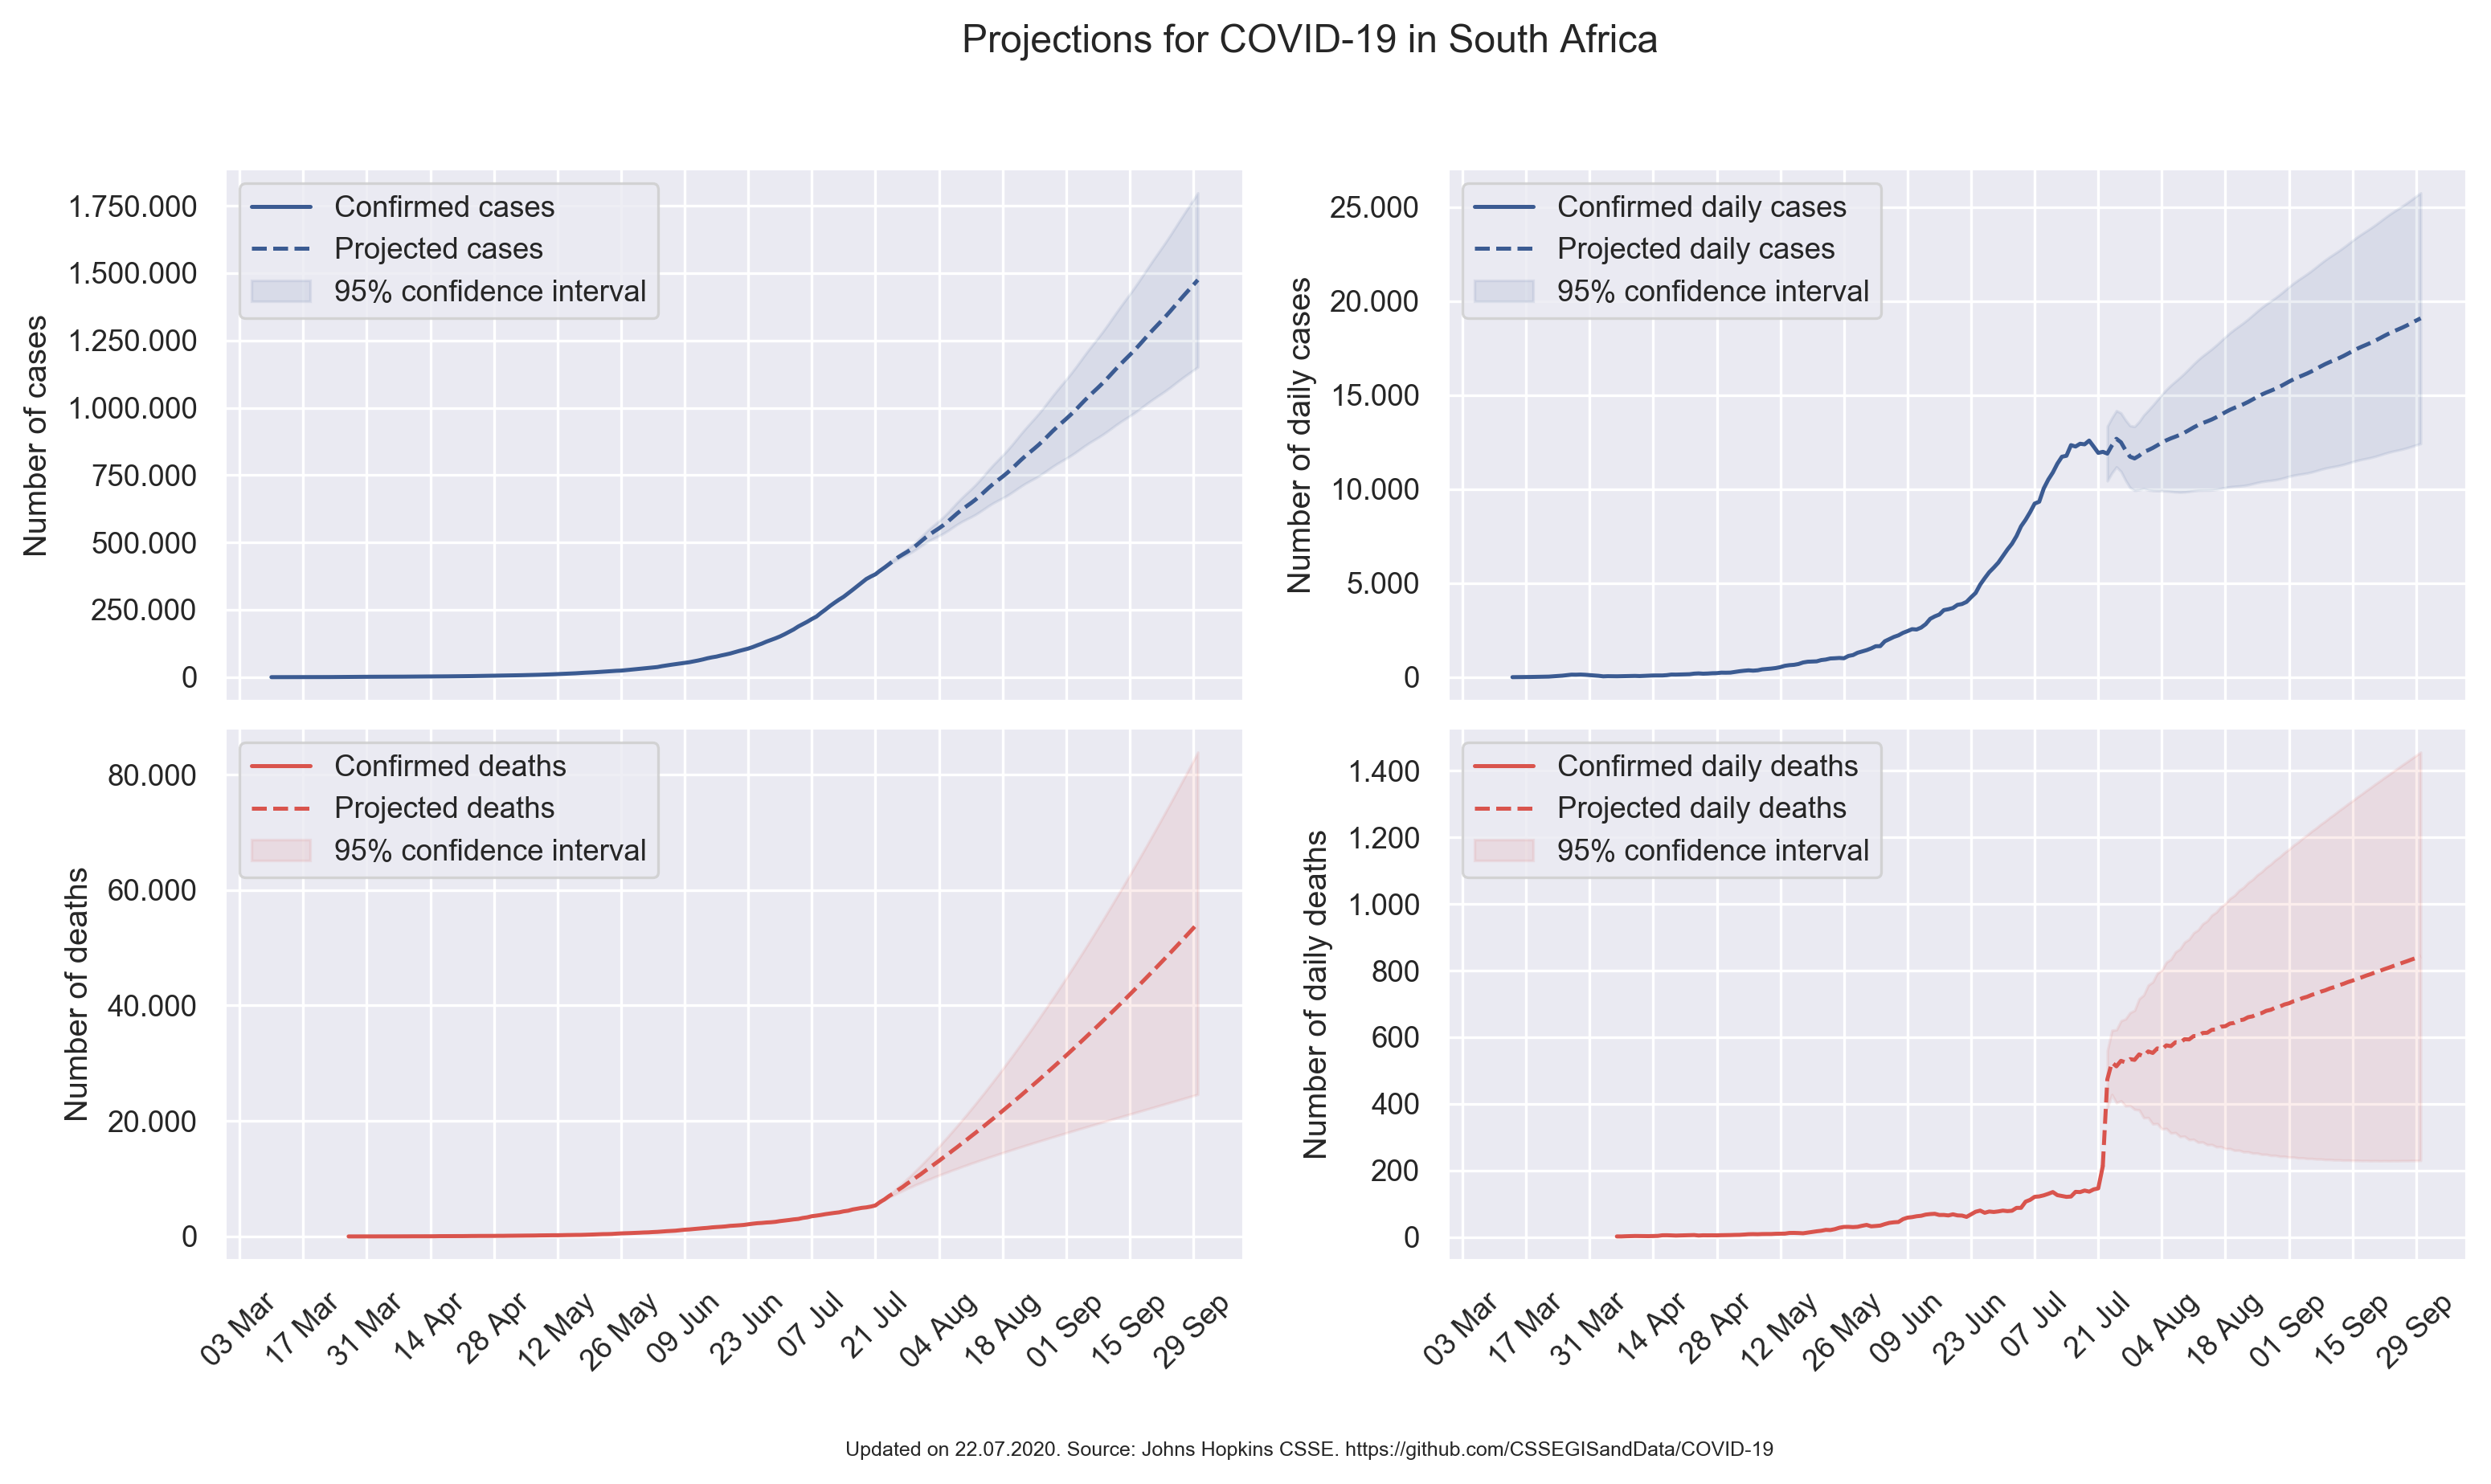 Projections for COVID-19 in South Africa
Number of cases
1.750.000
1.500.000
1.250.000
1.000.000
750.000
500.000
250.000
0
Confirmed cases
Projected cases
95% confidence interval
Number of daily cases
25.000
20.000
15.000
10.000
5.000
0
Confirmed daily cases
Projected daily cases
95% confidence interval
Number of deaths
80.000
60.000
40.000
20.000
0
Confirmed deaths
Projected deaths
95% confidence interval
03 Mar
17 Mar
31 Mar
14 Apr
28 Apr
12 May
26 May
09 Jun
23 Jun
07 Jul
21 Jul
04 Aug
18 Aug
01 Sep
15 Sep
29 Sep
Number of daily deaths
1.400
1.200
1.000
800
600
400
200
0
Confirmed daily deaths
Projected daily deaths
95% confidence interval
03 Mar
17 Mar
31 Mar
14 Apr
28 Apr
12 May
26 May
09 Jun
23 Jun
07 Jul
21 Jul
04 Aug
18 Aug
01 Sep
15 Sep
29 Sep
Updated on 22.07.2020. Source: Johns Hopkins CSSE. https://github.com/CSSEGISandData/COVID-19